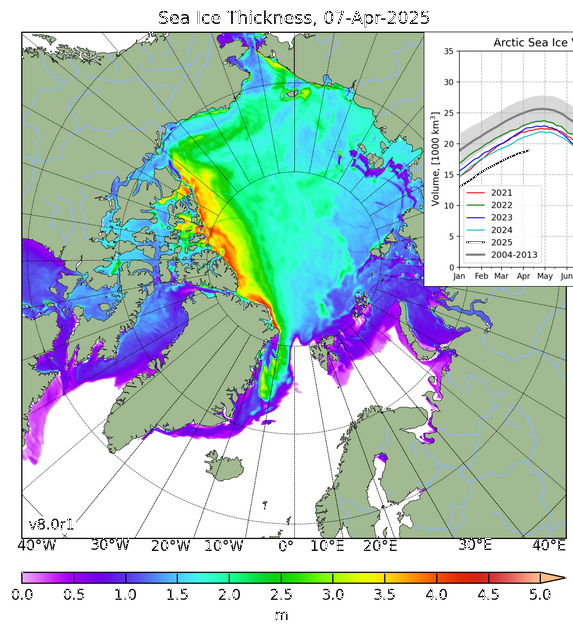 Sea Ice Thickness, 07-Apr-2025
Arctic Sea Ice
Volume, [1000 km³]
35
30
25
20
15
10
5
0
2021
2022
2023
2024
2025
2004-2013
Jan Feb Mar Apr May Jun
v8.0r1
40°W 30°W 20°W 10°W 0° 10°E 20°E 30°E 40°E
0.0 0.5 1.0 1.5 2.0 2.5 3.0 3.5 4.0 4.5 5.0
m